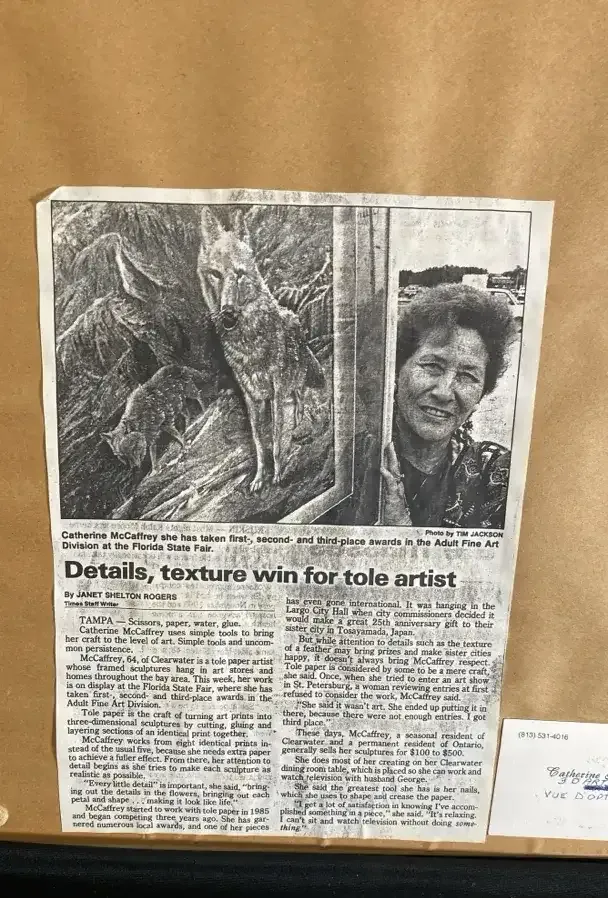 Photo by TIM JACKSON
Catherine McCaffrey she has taken first-, second- and third-place awards in the Adult Fine Art
Division at the Florida State Fair.
Details, texture win for tole artist
By JANET SHELTON ROGERS
Times Staff Writer
TAMPA — Scissors, paper, water, glue.
Catherine McCaffrey uses simple tools to bring
her craft to the level of art. Simple tools and uncom-
mon persistence.
McCaffrey, 64, of Clearwater is a tole paper artist
whose framed sculptures hang in art stores and
homes throughout the bay area. This week, her work
is on display at the Florida State Fair, where she has
taken first-, second- and third-place awards in the
Adult Fine Art Division.
Tole paper is the craft of turning art prints into
three-dimensional sculptures by cutting, gluing and
layering sections of an identical print together.
McCaffrey works from eight identical prints in-
stead of the usual five, because she needs extra paper
to achieve a fuller effect. From there, her attention to
detail begins as she tries to make each sculpture as
realistic as possible.
"Every little detail" is important, she said, "bring-
ing out the details in the flowers, bringing out each
petal and shape . . . making it look like life."
McCaffrey started to work with tole paper in 1985
and began competing three years ago. She has gar-
nered numerous local awards, and one of her pieces
has even gone international. It was hanging in the
Largo City Hall when city commissioners decided it
would make a great 25th anniversary gift to their
sister city in Tosayamada, Japan.
But while attention to details such as the texture
of a feather may bring prizes and make sister cities
happy, it doesn't always bring McCaffrey respect.
Tole paper is considered by some to be a mere craft,
she said. Once, when she tried to enter an art show
in St. Petersburg, a woman reviewing entries at first
refused to consider the work, McCaffrey said.
"She said it wasn't art. She ended up putting it in
there, because there were not enough entries. I got
third place."
These days, McCaffrey, a seasonal resident of
Clearwater and a permanent resident of Ontario,
generally sells her sculptures for $100 to $500.
She does most of her creating on her Clearwater
dining room table, which is placed so she can work and
watch television with husband George.
She said the greatest tool she has is her nails,
which she uses to shape and crease the paper.
"I get a lot of satisfaction in knowing I've accom-
plished something in a piece," she said. "It's relaxing.
I can't sit and watch television without doing some-
thing."
(813) 531-4016
Catherine
VUE D'OPT